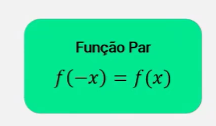 Função Par
f(−x) = f(x)